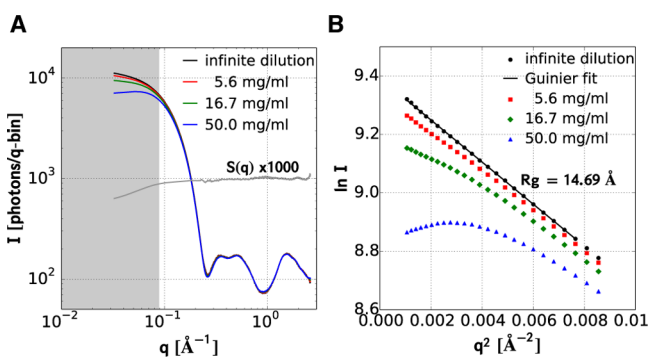 A
B
10⁴
10³
10²
10⁻²
10⁻¹
10⁰
I [photons/q-bin]
q [Å⁻¹]
infinite dilution
5.6 mg/ml
16.7 mg/ml
50.0 mg/ml
S(q) x1000
9.4
9.2
9.0
8.8
8.6
0.000
0.002
0.004
0.006
0.008
0.01
ln I
q² [Å⁻²]
infinite dilution
Guinier fit
5.6 mg/ml
16.7 mg/ml
50.0 mg/ml
Rg = 14.69 Å